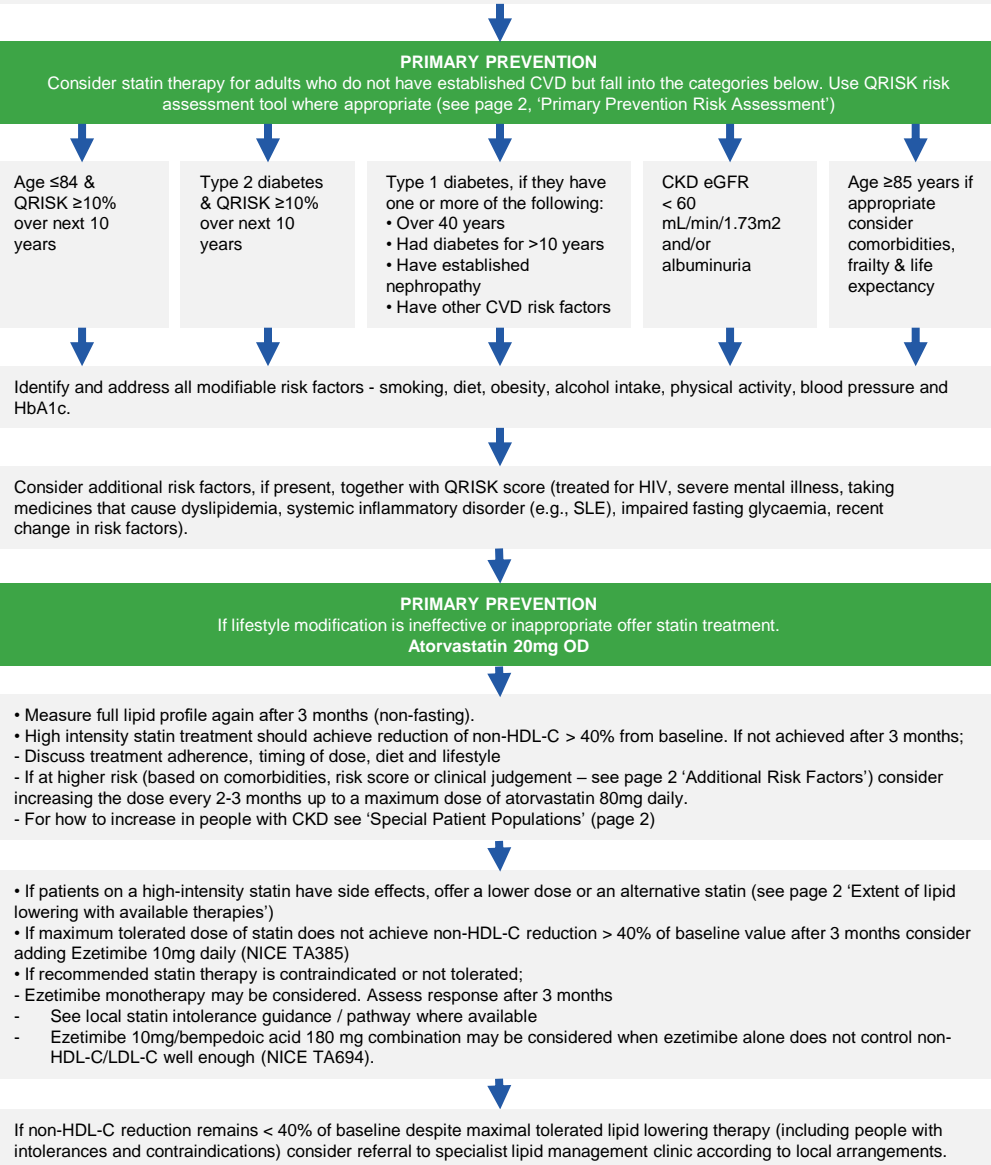 PRIMARY PREVENTION
Consider statin therapy for adults who do not have established CVD but fall into the categories below. Use QRISK risk
assessment tool where appropriate (see page 2, ‘Primary Prevention Risk Assessment’)
Age ≤84 &
QRISK ≥10%
over next 10
years
Type 2 diabetes
& QRISK ≥10%
over next 10
years
Type 1 diabetes, if they have
one or more of the following:
• Over 40 years
• Had diabetes for >10 years
• Have established
nephropathy
• Have other CVD risk factors
CKD eGFR
< 60
mL/min/1.73m2
and/or
albuminuria
Age ≥85 years if
appropriate
consider
comorbidities,
frailty & life
expectancy
Identify and address all modifiable risk factors - smoking, diet, obesity, alcohol intake, physical activity, blood pressure and
HbA1c.
Consider additional risk factors, if present, together with QRISK score (treated for HIV, severe mental illness, taking
medicines that cause dyslipidemia, systemic inflammatory disorder (e.g., SLE), impaired fasting glycaemia, recent
change in risk factors).
PRIMARY PREVENTION
If lifestyle modification is ineffective or inappropriate offer statin treatment.
Atorvastatin 20mg OD
• Measure full lipid profile again after 3 months (non-fasting).
• High intensity statin treatment should achieve reduction of non-HDL-C > 40% from baseline. If not achieved after 3 months;
- Discuss treatment adherence, timing of dose, diet and lifestyle
- If at higher risk (based on comorbidities, risk score or clinical judgement – see page 2 ‘Additional Risk Factors’) consider
increasing the dose every 2-3 months up to a maximum dose of atorvastatin 80mg daily.
- For how to increase in people with CKD see ‘Special Patient Populations’ (page 2)
• If patients on a high-intensity statin have side effects, offer a lower dose or an alternative statin (see page 2 ‘Extent of lipid
lowering with available therapies’)
• If maximum tolerated dose of statin does not achieve non-HDL-C reduction > 40% of baseline value after 3 months consider
adding Ezetimibe 10mg daily (NICE TA385)
• If recommended statin therapy is contraindicated or not tolerated;
- Ezetimibe monotherapy may be considered. Assess response after 3 months
- See local statin intolerance guidance / pathway where available
- Ezetimibe 10mg/bempedoic acid 180 mg combination may be considered when ezetimibe alone does not control non-
HDL-C/LDL-C well enough (NICE TA694).
If non-HDL-C reduction remains < 40% of baseline despite maximal tolerated lipid lowering therapy (including people with
intolerances and contraindications) consider referral to specialist lipid management clinic according to local arrangements.